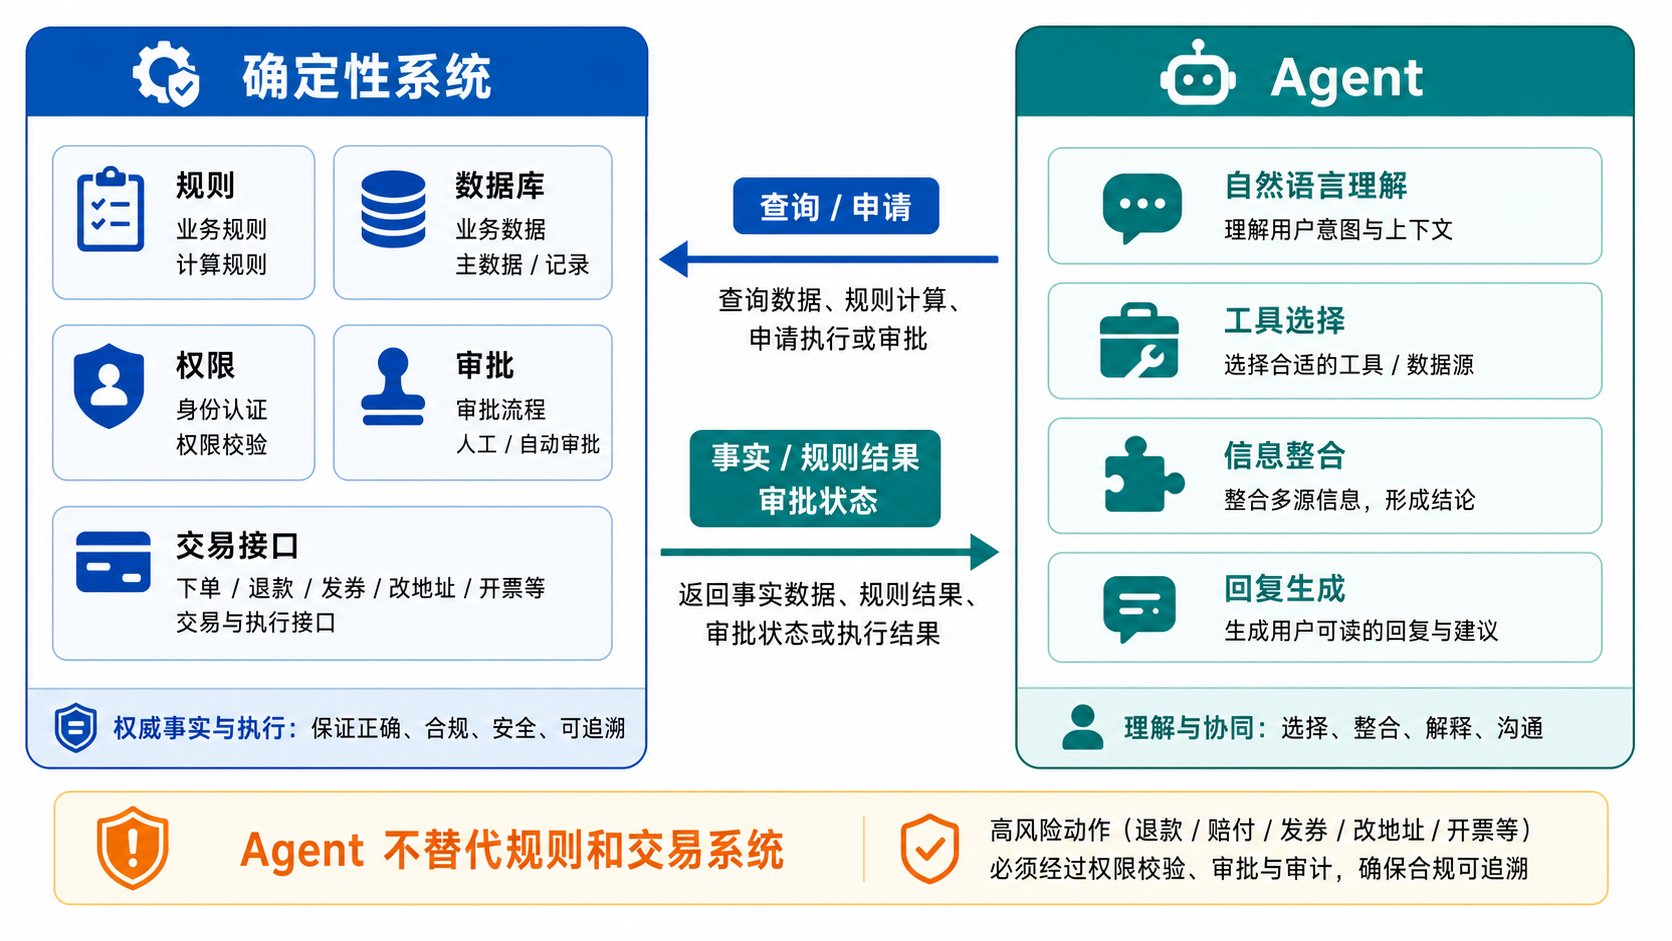 确定性系统
规则
业务规则
计算规则
数据库
业务数据
主数据 / 记录
权限
身份认证
权限校验
审批
审批流程
人工 / 自动审批
交易接口
下单 / 退款 / 发券 / 改地址 / 开票等
交易与执行接口
权威事实与执行：保证正确、合规、安全、可追溯
查询 / 申请
查询数据、规则计算、
申请执行或审批
事实 / 规则结果
审批状态
返回事实数据、规则结果、
审批状态或执行结果
Agent
自然语言理解
理解用户意图与上下文
工具选择
选择合适的工具 / 数据源
信息整合
整合多源信息，形成结论
回复生成
生成用户可读的回复与建议
理解与协同：选择、整合、解释、沟通
Agent 不替代规则和交易系统
高风险动作（退款 / 赔付 / 发券 / 改地址 / 开票等）
必须经过权限校验、审批与审计，确保合规可追溯